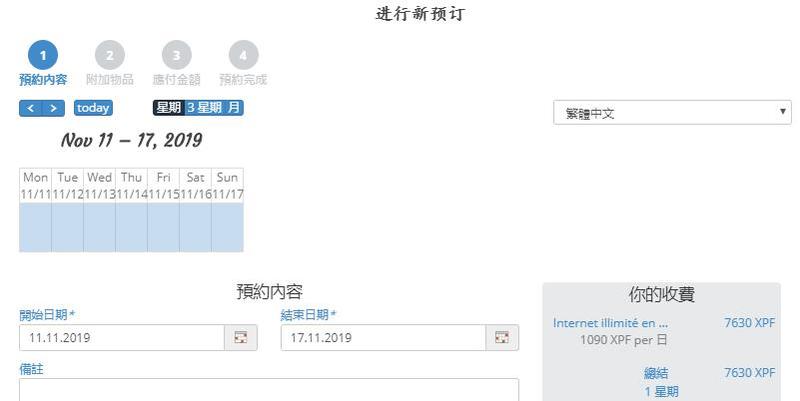 进行新预订
1 2 3 4
預約內容 附加物品 應付金額 預約完成
< > today 星期 3 星期 月
繁體中文
Nov 11 – 17, 2019
Mon Tue Wed Thu Fri Sat Sun
11/11 11/12 11/13 11/14 11/15 11/16 11/17
預約內容
開始日期* 結束日期*
11.11.2019 17.11.2019
備註
你的收費
Internet illimité en ... 7630 XPF
1090 XPF per 日
總結 7630 XPF
1 星期